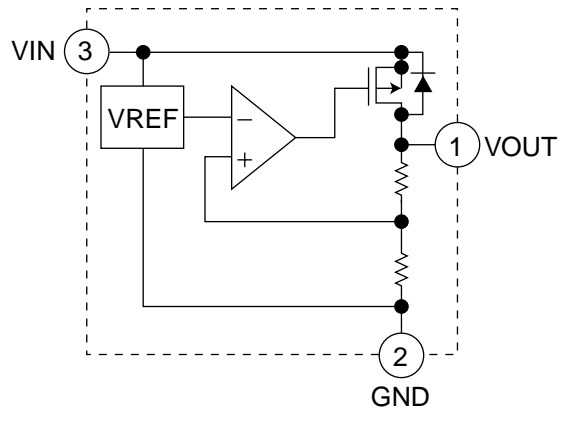 VIN 3
VREF
−
+
1 VOUT
2
GND